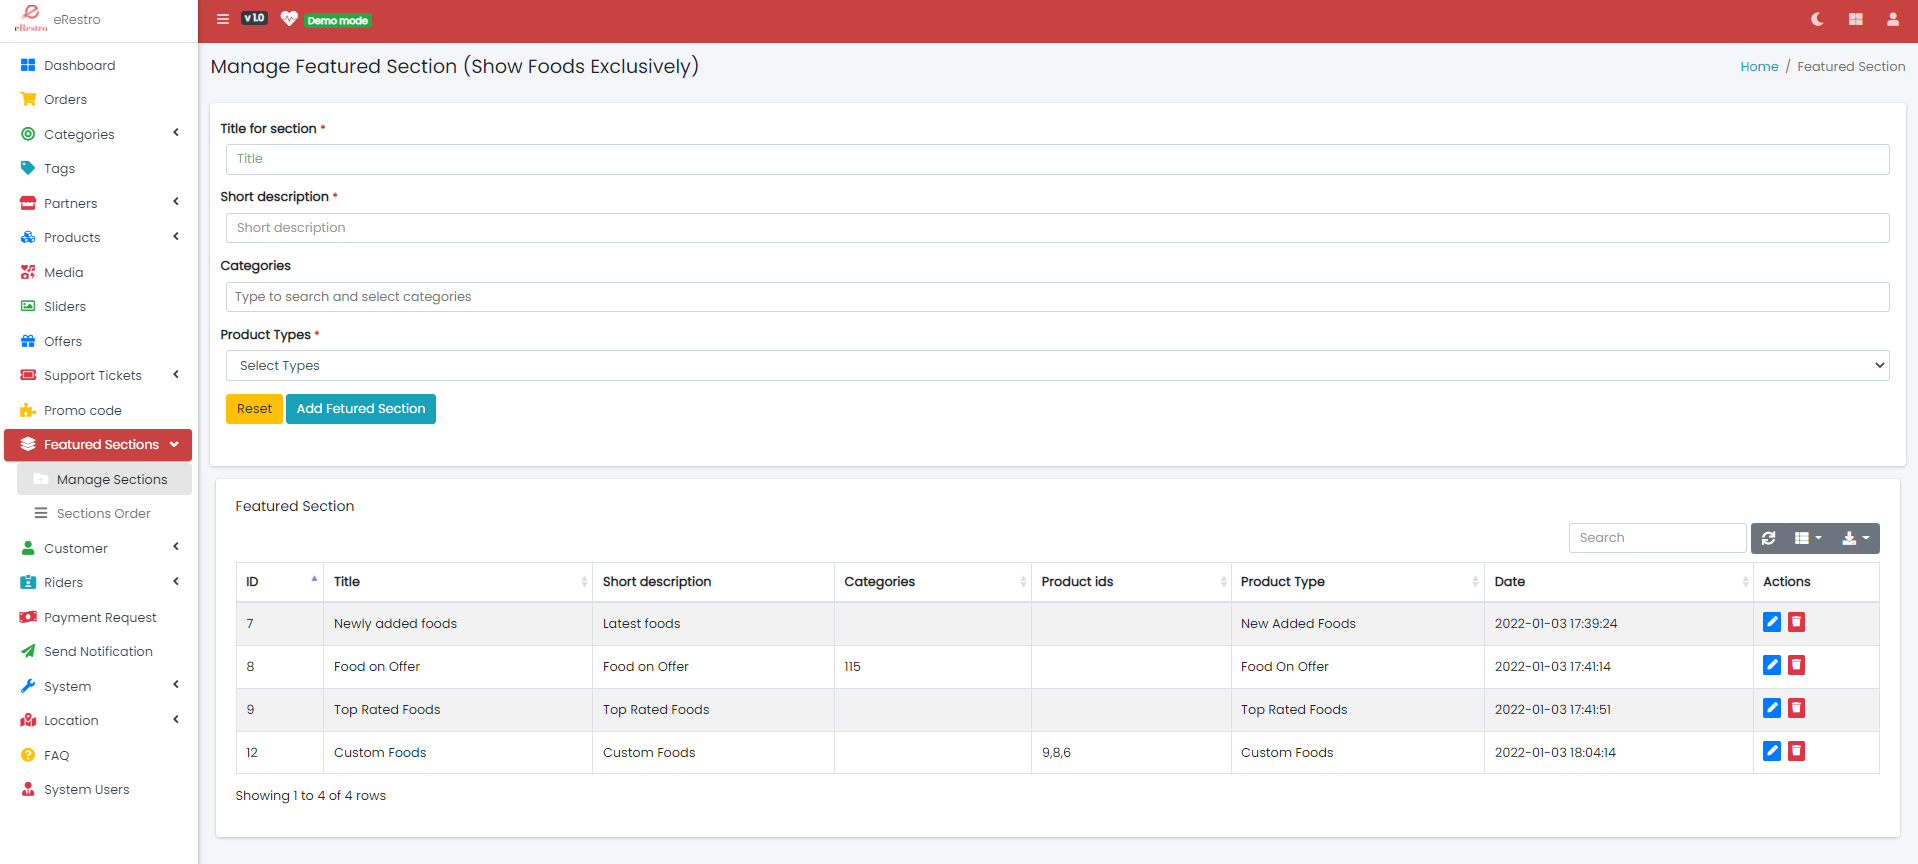 eRestro
eRestro
v 1.0
Demo mode
Dashboard
Orders
Categories
Tags
Partners
Products
Media
Sliders
Offers
Support Tickets
Promo code
Featured Sections
Manage Sections
Sections Order
Customer
Riders
Payment Request
Send Notification
System
Location
FAQ
System Users
Manage Featured Section (Show Foods Exclusively)
Home / Featured Section
Title for section *
Title
Short description *
Short description
Categories
Type to search and select categories
Product Types *
Select Types
Reset Add Fetured Section
Featured Section
Search
ID Title Short description Categories Product ids Product Type Date Actions
7 Newly added foods Latest foods New Added Foods 2022-01-03 17:39:24
8 Food on Offer Food on Offer 115 Food On Offer 2022-01-03 17:41:14
9 Top Rated Foods Top Rated Foods Top Rated Foods 2022-01-03 17:41:51
12 Custom Foods Custom Foods 9,8,6 Custom Foods 2022-01-03 18:04:14
Showing 1 to 4 of 4 rows